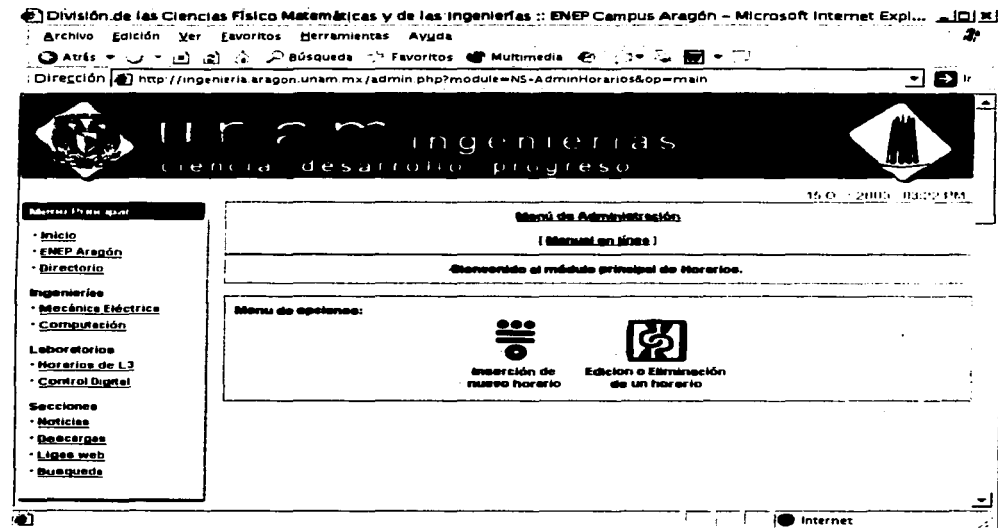 División de las Ciencias Físico Matemáticas y de las Ingenierías :: ENEP Campus Aragón - Microsoft Internet Expl...
Archivo Edición Ver Favoritos Herramientas Ayuda
Atrás Búsqueda Favoritos Multimedia
Dirección http://ingenieria.aragon.unam.mx/admin.php?module=NS-AdminHorarios&op=main Ir
ingenierías
ciencia desarrollo progreso
2003 03:22 PM
Menú Principal
· Inicio
· ENEP Aragón
· Directorio
Ingenierías
· Mecánica Eléctrica
· Computación
Laboratorios
· Horarios de L3
· Control Digital
Secciones
· Noticias
· Descargas
· Ligas web
· Busqueda
Menú de Administración
[ Manual en línea ]
Bienvenido al módulo principal de Horarios.
Menu de opciones:
Inserción de
nuevo horario
Edicion o Eliminación
de un horario
Internet